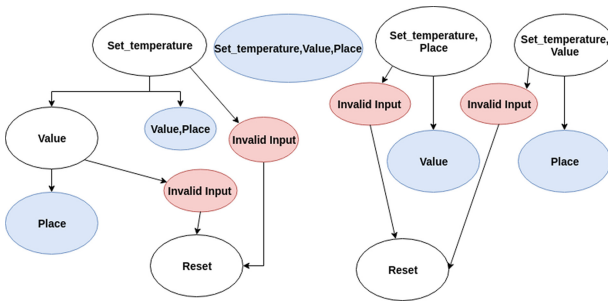 Set_temperature
Set_temperature,Value,Place
Set_temperature,
Place
Set_temperature,
Value
Invalid Input
Invalid Input
Value,Place
Value
Invalid Input
Value
Place
Invalid Input
Place
Reset
Reset